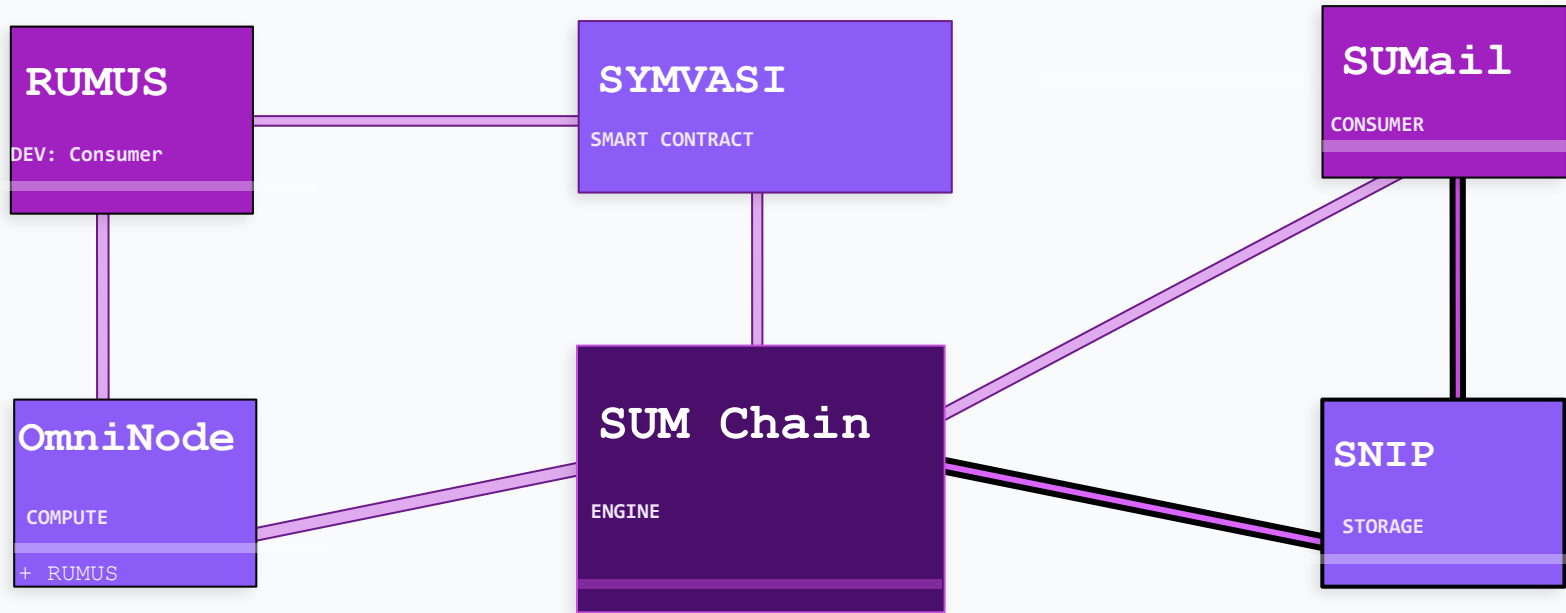 RUMUS
DEV: Consumer
SYMVASI
SMART CONTRACT
SUMail
CONSUMER
OmniNode
COMPUTE
+ RUMUS
SUM Chain
ENGINE
SNIP
STORAGE